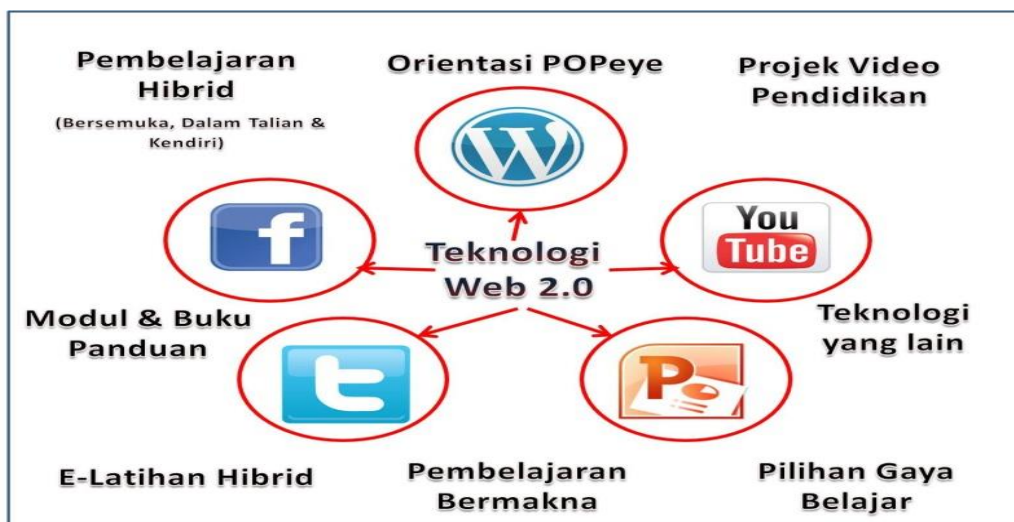 Pembelajaran
Hibrid
(Bersemuka, Dalam Talian &
Kendiri)
Orientasi POPeye
Projek Video
Pendidikan
W
f
You
Tube
Teknologi
Web 2.0
Modul & Buku
Panduan
Teknologi
yang lain
t
P
E-Latihan Hibrid
Pembelajaran
Bermakna
Pilihan Gaya
Belajar